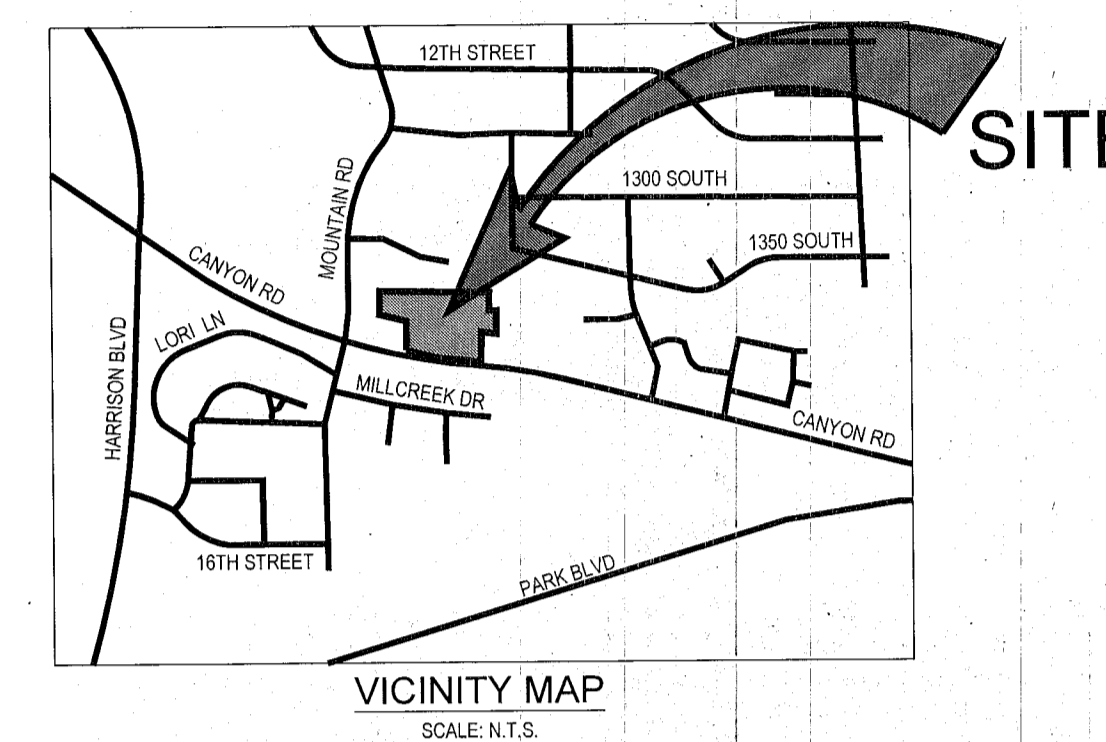 12TH STREET
SITE
MOUNTAIN RD
1300 SOUTH
1350 SOUTH
CANYON RD
HARRISON BLVD
LORI LN
MILLCREEK DR
CANYON RD
16TH STREET
PARK BLVD
VICINITY MAP
SCALE: N.T.S.